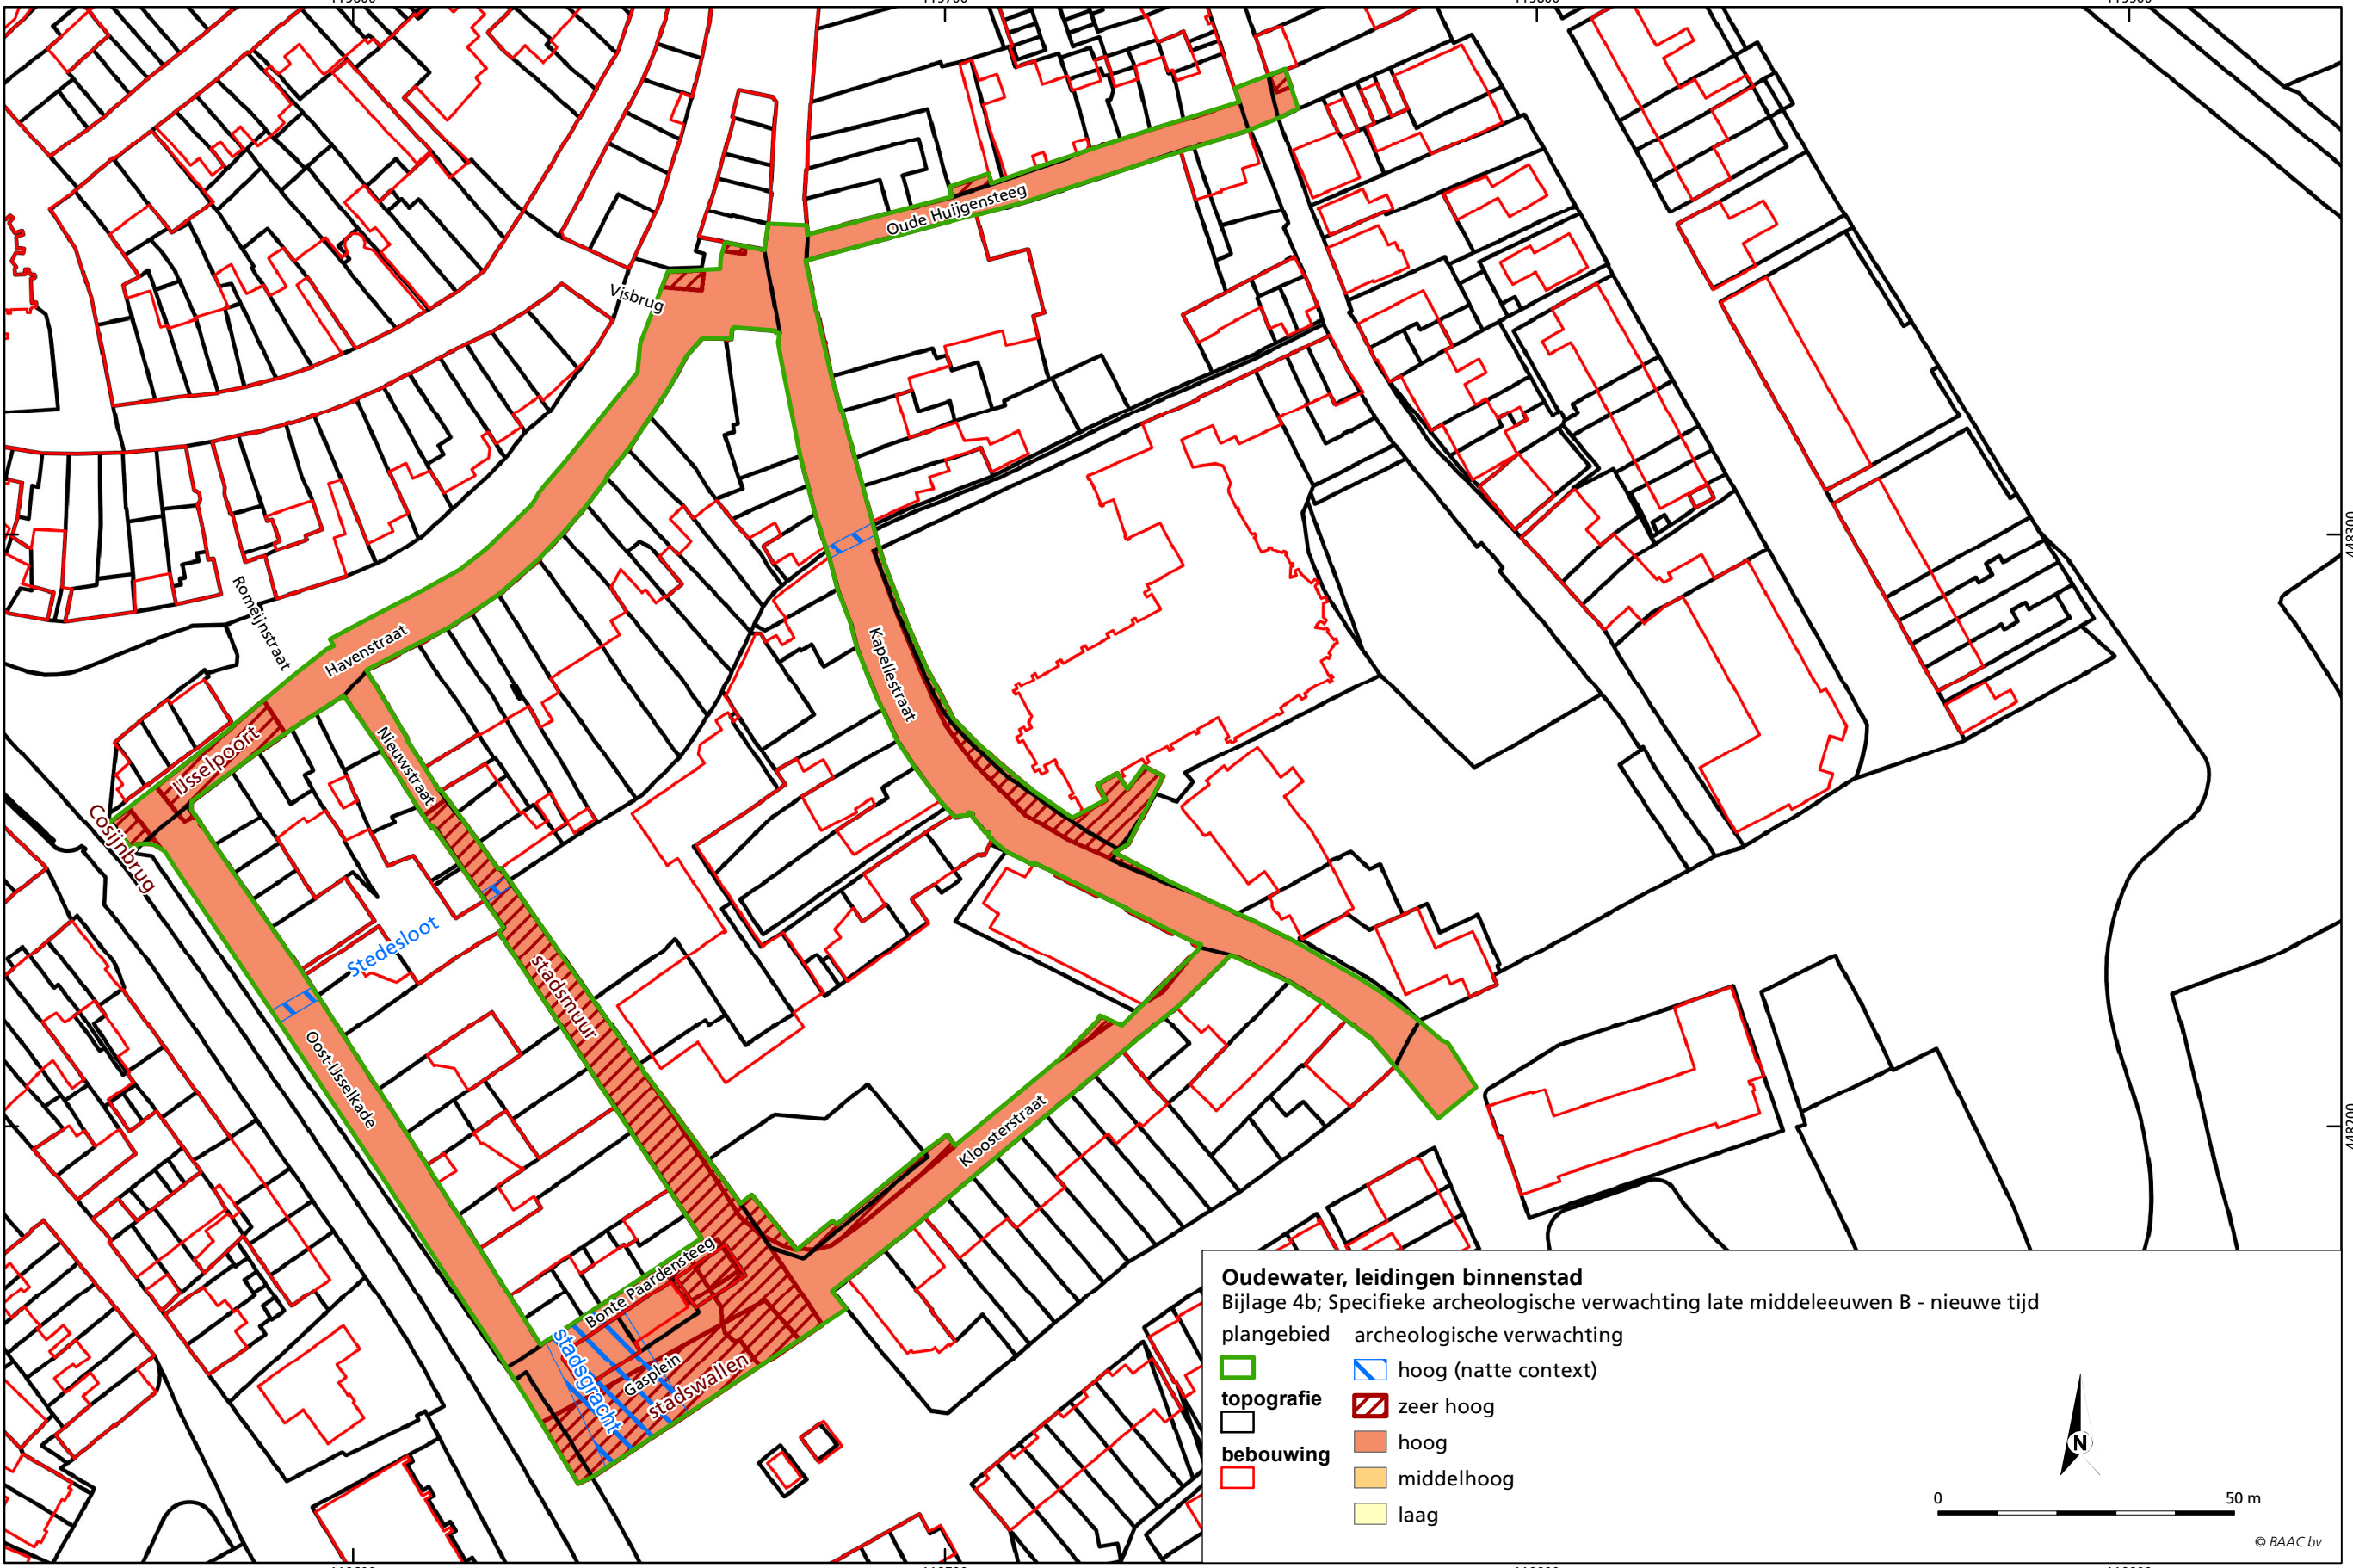 Oude Huijgensteeg
Visbrug
Romeijnstraat
Havenstraat
Kapellestraat
IJsselpoort
Nieuwstraat
Cosijnbrug
Stedesloot
stadsmuur
Oost-IJsselkade
Kloosterstraat
Bonte Paardensteeg
stadsgracht
Gasplein
stadswallen
448300
448200
Oudewater, leidingen binnenstad
Bijlage 4b; Specifieke archeologische verwachting late middeleeuwen B - nieuwe tijd
plangebied archeologische verwachting
hoog (natte context)
topografie
zeer hoog
hoog
bebouwing
middelhoog
laag
N
0 50 m
© BAAC bv